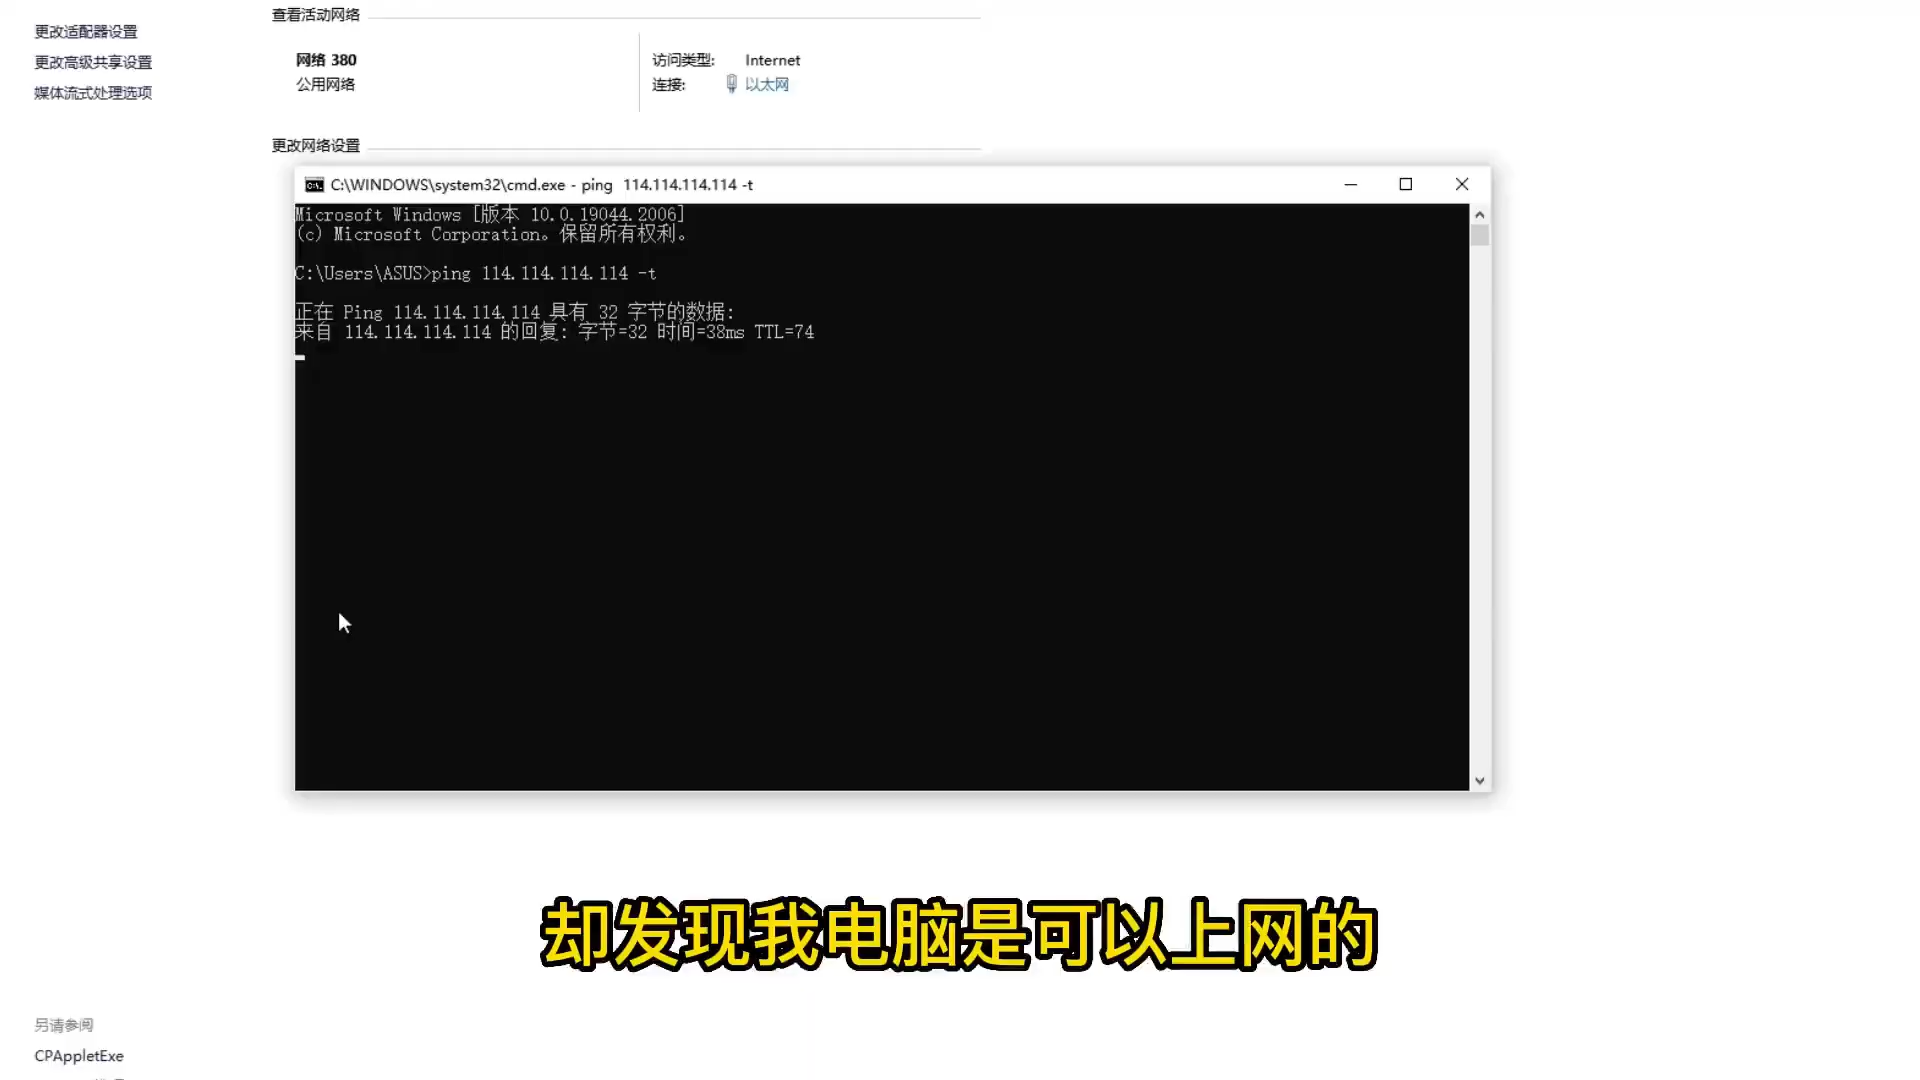 查看活动网络
更改适配器设置
更改高级共享设置
媒体流式处理选项
网络 380
公用网络
访问类型: Internet
连接: 以太网
更改网络设置
C:\WINDOWS\system32\cmd.exe - ping  114.114.114.114 -t
Microsoft Windows [版本 10.0.19044.2006]
(c) Microsoft Corporation。保留所有权利。
C:\Users\ASUS>ping 114.114.114.114 -t
正在 Ping 114.114.114.114 具有 32 字节的数据:
来自 114.114.114.114 的回复: 字节=32 时间=38ms TTL=74
却发现我电脑是可以上网的
另请参阅
CPAppletExe